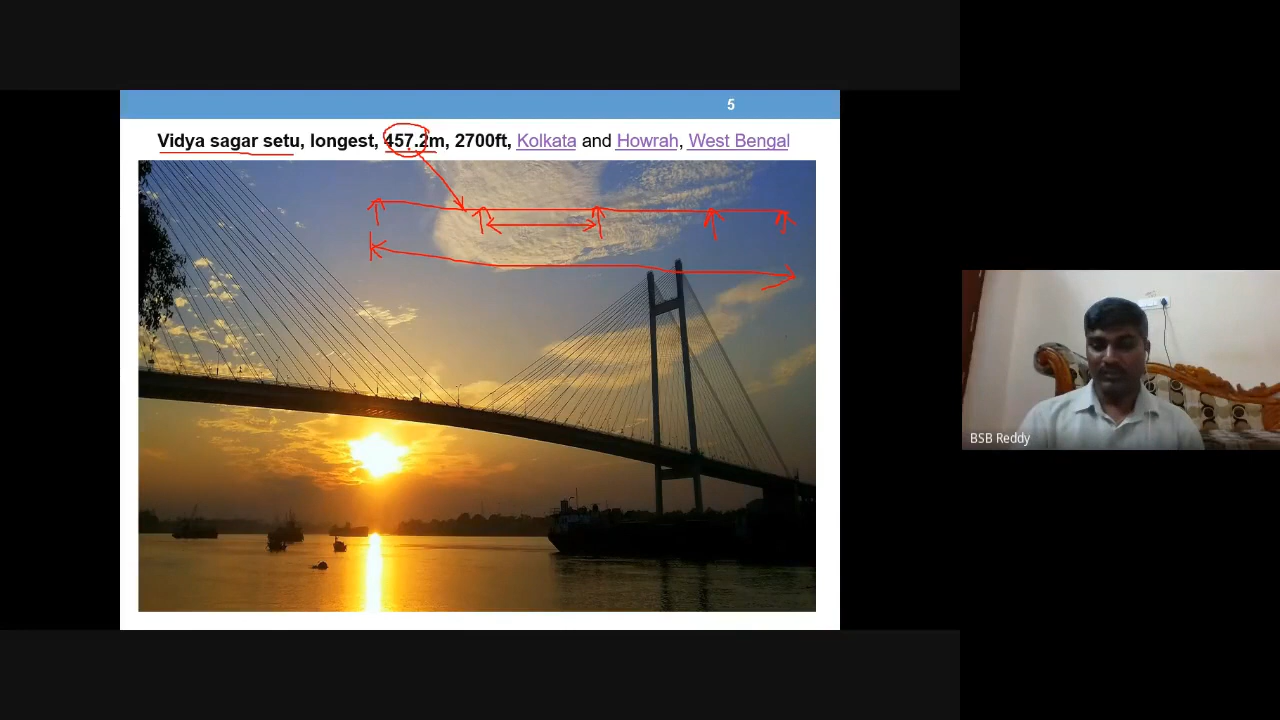 5
Vidya sagar setu, longest, 457.2m, 2700ft, Kolkata and Howrah, West Bengal
BSB Reddy